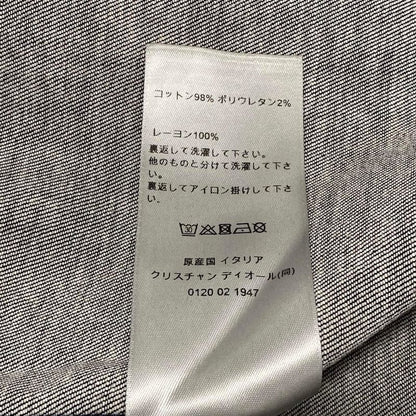 コットン98% ポリウレタン2%
レーヨン100%
裏返して洗濯して下さい。
他のものと分けて洗濯して下さい。
裏返してアイロン掛けして下さい。
原産国 イタリア
クリスチャン ディオール(同)
0120 02 1947